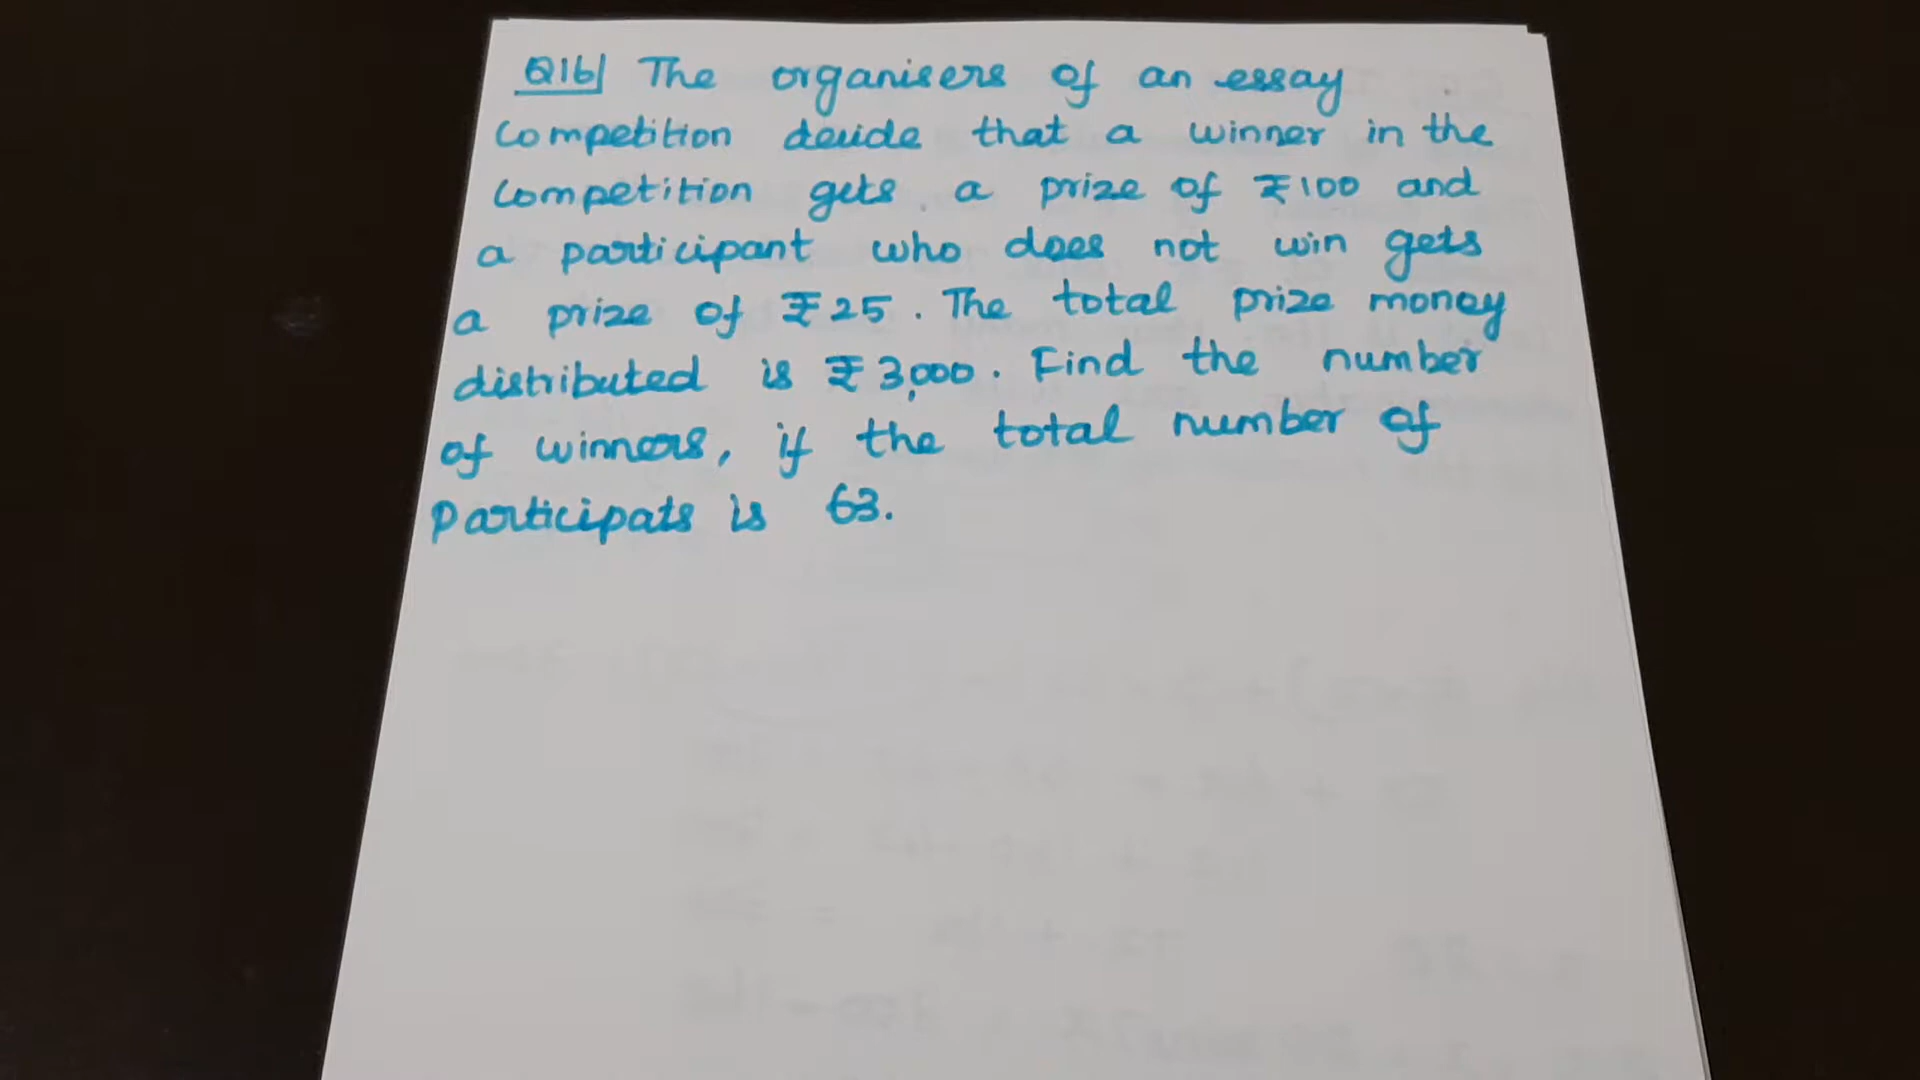 Q16| The organisers of an essay
competition decide that a winner in the
competition gets a prize of ₹100 and
a participant who does not win gets
a prize of ₹25. The total prize money
distributed is ₹3,000. Find the number
of winners, if the total number of
Participats is 63.